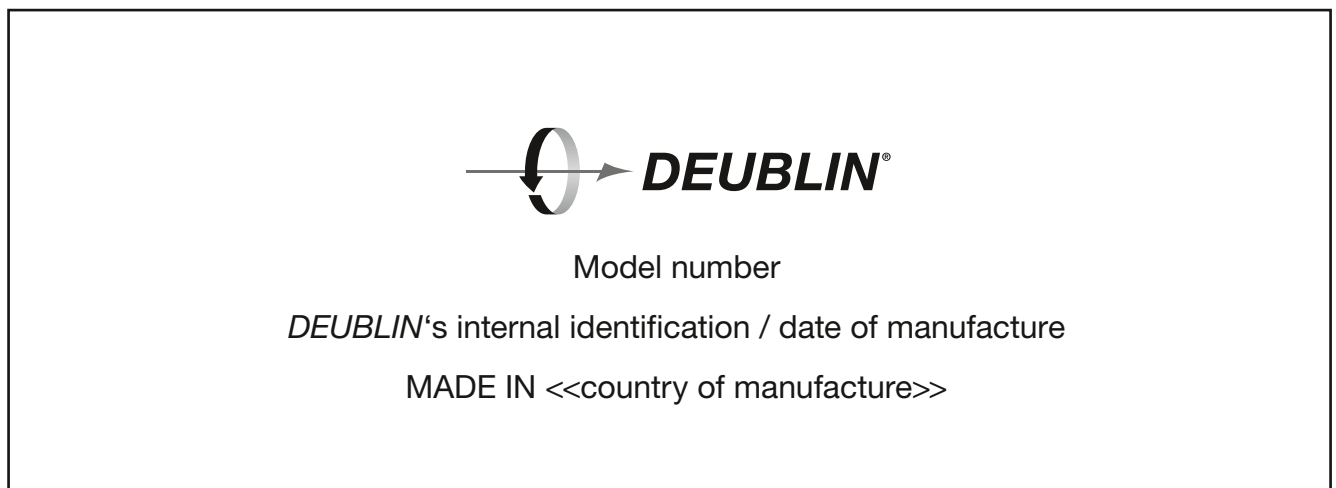 DEUBLIN®
Model number
DEUBLIN‘s internal identification / date of manufacture
MADE IN <<country of manufacture>>